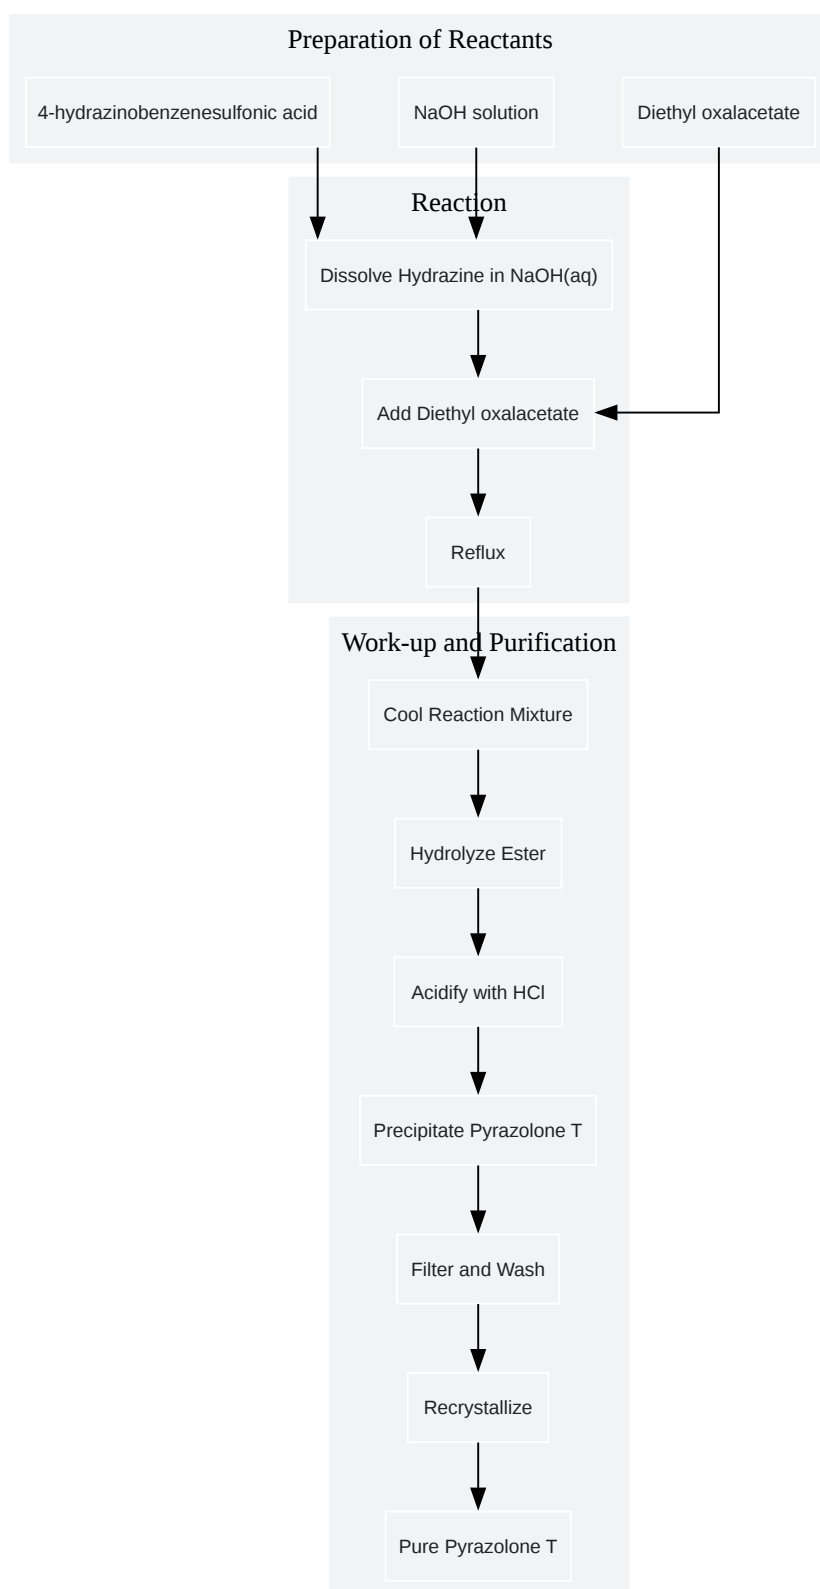 Preparation of Reactants
4-hydrazinobenzenesulfonic acid
NaOH solution
Diethyl oxalacetate
Reaction
Dissolve Hydrazine in NaOH(aq)
Add Diethyl oxalacetate
Reflux
Work-up and Purification
Cool Reaction Mixture
Hydrolyze Ester
Acidify with HCl
Precipitate Pyrazolone T
Filter and Wash
Recrystallize
Pure Pyrazolone T